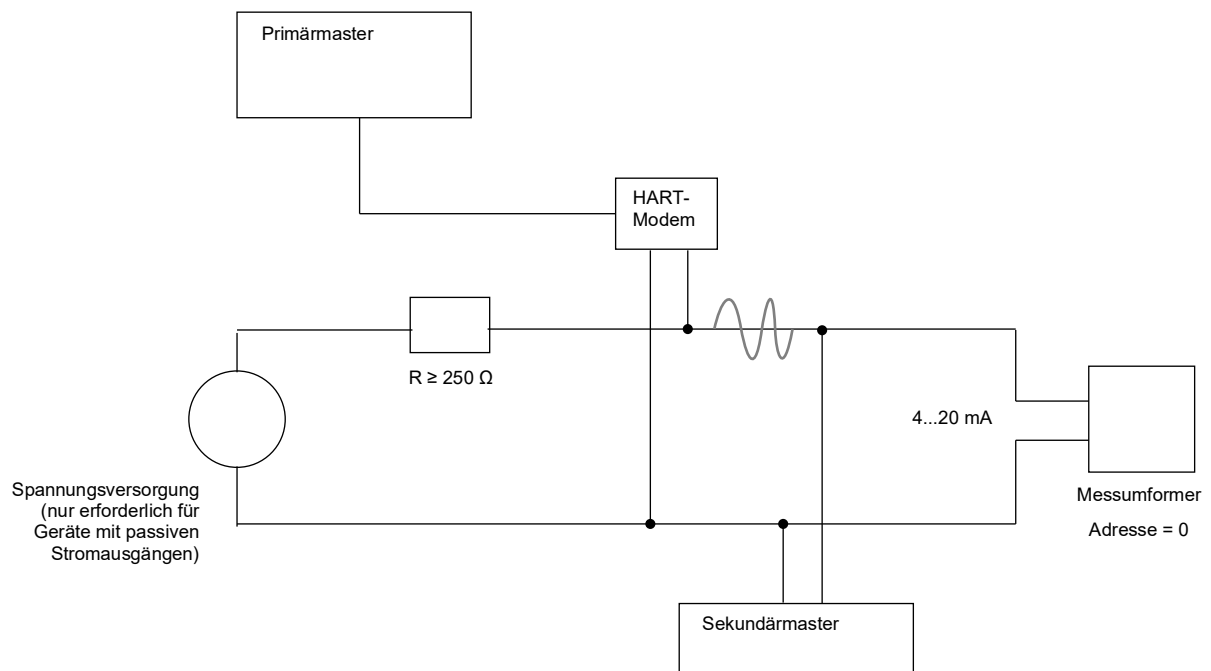 Primärmaster
HART-
Modem
R ≥ 250 Ω
4...20 mA
Spannungsversorgung
(nur erforderlich für
Geräte mit passiven
Stromausgängen)
Messumformer
Adresse = 0
Sekundärmaster